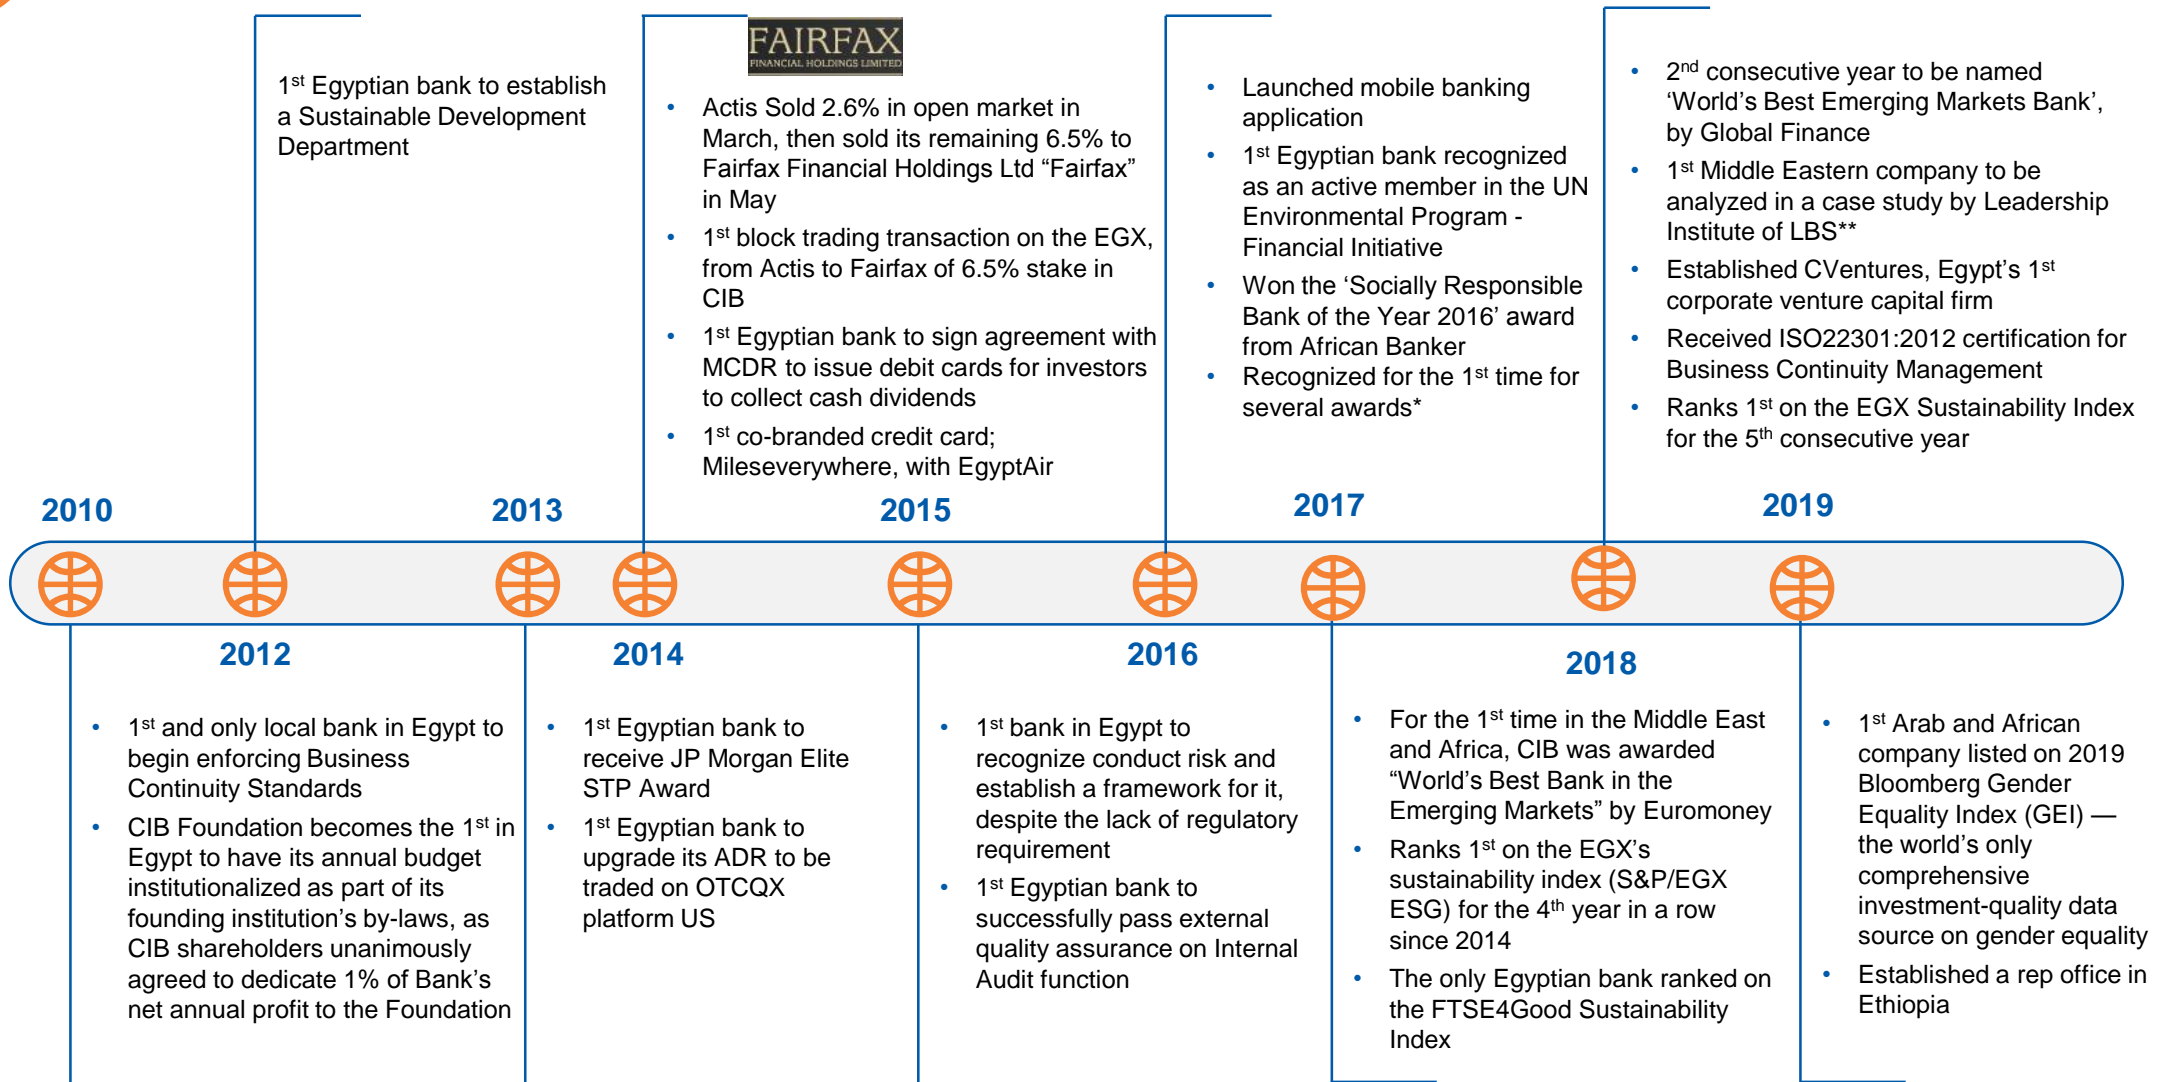 1st Egyptian bank to establish
a Sustainable Development
Department
FAIRFAX
FINANCIAL HOLDINGS LIMITED
• Actis Sold 2.6% in open market in
March, then sold its remaining 6.5% to
Fairfax Financial Holdings Ltd “Fairfax”
in May
• 1st block trading transaction on the EGX,
from Actis to Fairfax of 6.5% stake in
CIB
• 1st Egyptian bank to sign agreement with
MCDR to issue debit cards for investors
to collect cash dividends
• 1st co-branded credit card;
Mileseverywhere, with EgyptAir
• Launched mobile banking
application
• 1st Egyptian bank recognized
as an active member in the UN
Environmental Program -
Financial Initiative
• Won the ‘Socially Responsible
Bank of the Year 2016’ award
from African Banker
• Recognized for the 1st time for
several awards*
• 2nd consecutive year to be named
‘World’s Best Emerging Markets Bank’,
by Global Finance
• 1st Middle Eastern company to be
analyzed in a case study by Leadership
Institute of LBS**
• Established CVentures, Egypt’s 1st
corporate venture capital firm
• Received ISO22301:2012 certification for
Business Continuity Management
• Ranks 1st on the EGX Sustainability Index
for the 5th consecutive year
2010
2013
2015
2017
2019
2012
2014
2016
2018
• 1st and only local bank in Egypt to
begin enforcing Business
Continuity Standards
• CIB Foundation becomes the 1st in
Egypt to have its annual budget
institutionalized as part of its
founding institution’s by-laws, as
CIB shareholders unanimously
agreed to dedicate 1% of Bank’s
net annual profit to the Foundation
• 1st Egyptian bank to
receive JP Morgan Elite
STP Award
• 1st Egyptian bank to
upgrade its ADR to be
traded on OTCQX
platform US
• 1st bank in Egypt to
recognize conduct risk and
establish a framework for it,
despite the lack of regulatory
requirement
• 1st Egyptian bank to
successfully pass external
quality assurance on Internal
Audit function
• For the 1st time in the Middle East
and Africa, CIB was awarded
“World’s Best Bank in the
Emerging Markets” by Euromoney
• Ranks 1st on the EGX’s
sustainability index (S&P/EGX
ESG) for the 4th year in a row
since 2014
• The only Egyptian bank ranked on
the FTSE4Good Sustainability
Index
• 1st Arab and African
company listed on 2019
Bloomberg Gender
Equality Index (GEI) —
the world’s only
comprehensive
investment-quality data
source on gender equality
• Established a rep office in
Ethiopia